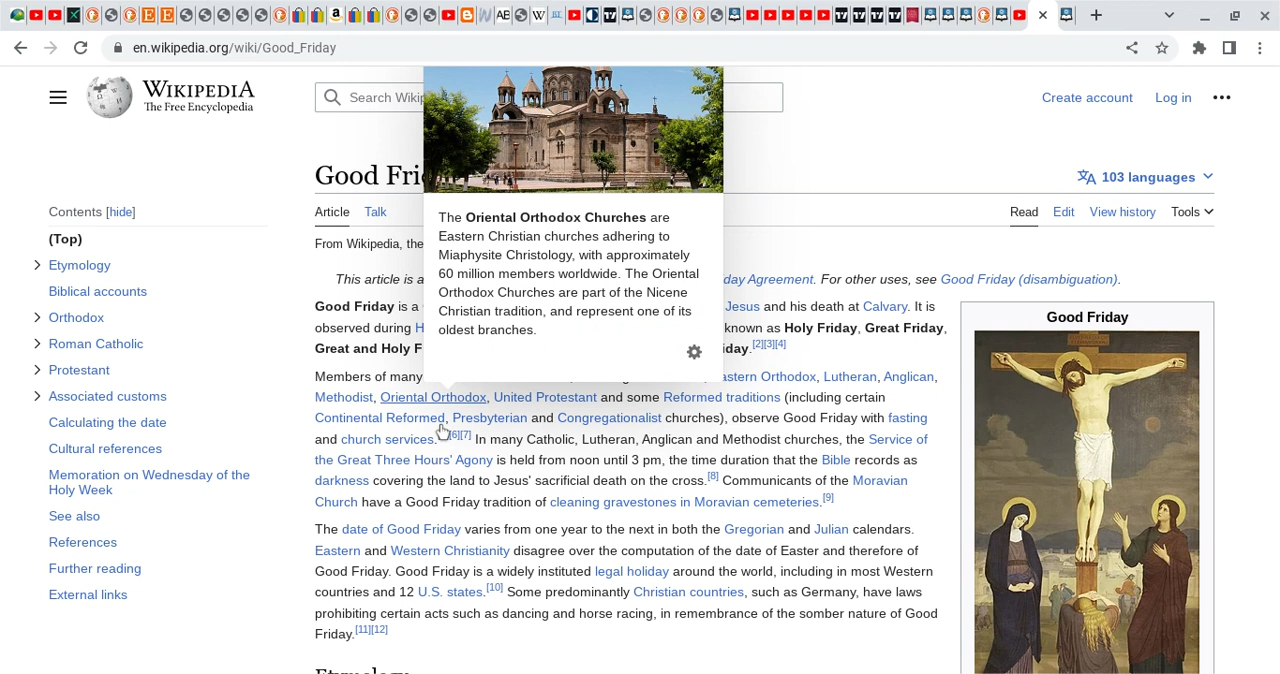 en.wikipedia.org/wiki/Good_Friday
WIKIPEDIA
The Free Encyclopedia
Search Wiki
Create account
Log in
Good Fri
103 languages
Article
Talk
Read
Edit
View history
Tools
Contents [hide]
(Top)
Etymology
Biblical accounts
Orthodox
Roman Catholic
Protestant
Associated customs
Calculating the date
Cultural references
Memoration on Wednesday of the
Holy Week
See also
References
Further reading
External links
From Wikipedia, the
This article is a day Agreement. For other uses, see Good Friday (disambiguation).
The Oriental Orthodox Churches are
Eastern Christian churches adhering to
Miaphysite Christology, with approximately
60 million members worldwide. The Oriental
Orthodox Churches are part of the Nicene
Christian tradition, and represent one of its
oldest branches.
Good Friday is a Jesus and his death at Calvary. It is
observed during H known as Holy Friday, Great Friday,
Great and Holy F day.[2][3][4]
Members of many astern Orthodox, Lutheran, Anglican,
Methodist, Oriental Orthodox, United Protestant and some Reformed traditions (including certain
Continental Reformed, Presbyterian and Congregationalist churches), observe Good Friday with fasting
and church services.[6][7] In many Catholic, Lutheran, Anglican and Methodist churches, the Service of
the Great Three Hours' Agony is held from noon until 3 pm, the time duration that the Bible records as
darkness covering the land to Jesus' sacrificial death on the cross.[8] Communicants of the Moravian
Church have a Good Friday tradition of cleaning gravestones in Moravian cemeteries.[9]
The date of Good Friday varies from one year to the next in both the Gregorian and Julian calendars.
Eastern and Western Christianity disagree over the computation of the date of Easter and therefore of
Good Friday. Good Friday is a widely instituted legal holiday around the world, including in most Western
countries and 12 U.S. states.[10] Some predominantly Christian countries, such as Germany, have laws
prohibiting certain acts such as dancing and horse racing, in remembrance of the somber nature of Good
Friday.[11][12]
Etymology
Good Friday